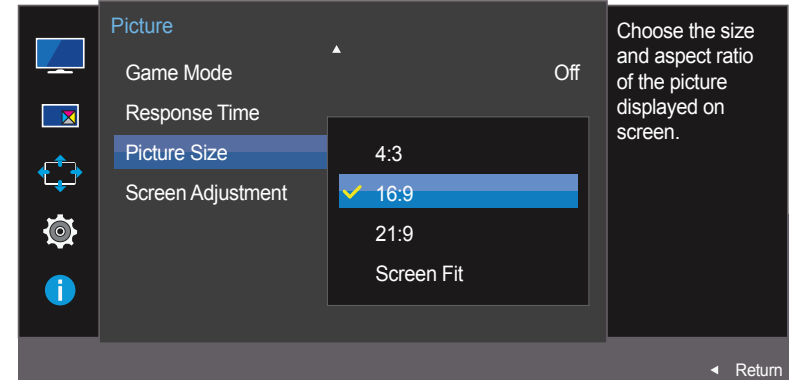 Picture
Game Mode Off
Response Time
Picture Size
Screen Adjustment
4:3
16:9
21:9
Screen Fit
Choose the size
and aspect ratio
of the picture
displayed on
screen.
Return